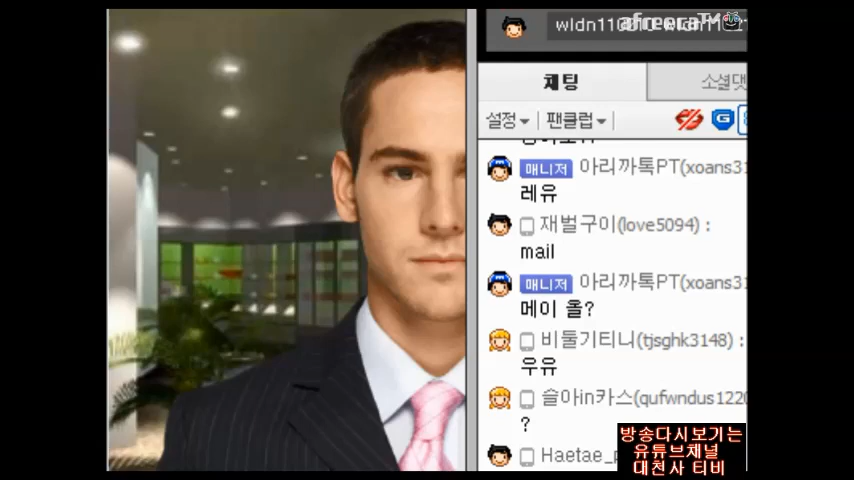 afreecaTV
채팅
소셜댓
설정
팬클럽
G
매니저 아리까톡PT(xoans31
레유
재벌구이(love5094) :
mail
매니저 아리까톡PT(xoans31
메이 올?
비둘기티니(tjsghk3148) :
우유
슬아in카스(qufwndus1220
?
Haetae_p
방송다시보기는
유튜브채널
대천사 티비